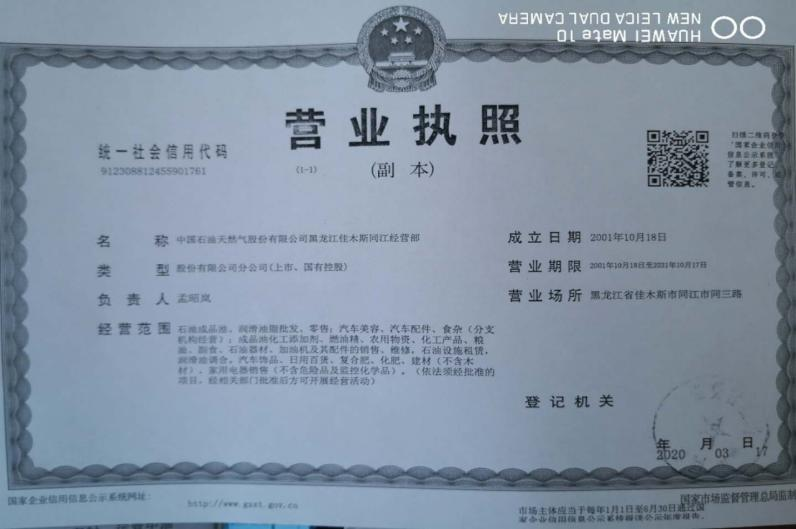 HUAWEI Mate 10
NEW LEICA DUAL CAMERA
营业执照
(副 本)
(1-1)
统一社会信用代码
912308812455901761
扫描二维码登录
"国家企业信用
信息公示系统"
了解更多登记、
备案、许可、监
管信息。
名 称 中国石油天然气股份有限公司黑龙江佳木斯同江经营部
类 型 股份有限公司分公司(上市、国有控股)
负 责 人 孟昭岚
经营范围 石油成品油、润滑油脂批发、零售；汽车美容、汽车配件、食杂（分支
机构经营）；成品油化工添加剂、燃油精、农用物资、化工产品、粮
油、副食、石油器材、加油机及其配件的销售、维修，石油设施租赁，
润滑油调合。汽车饰品、日用百货、复合肥、化肥、建材（不含木
材）、家用电器销售（不含危险品及监控化学品）。（依法须经批准的
项目，经相关部门批准后方可开展经营活动）
成立日期 2001年10月18日
营业期限 2001年10月18日至2031年10月17日
营业场所 黑龙江省佳木斯市同江市同三路
登记机关
年 月 日
2020 03 17
国家企业信用信息公示系统网址：
http://www.gsxt.gov.cn
市场主体应当于每年1月1日至6月30日通过国
家企业信用信息公示系统报送公示年度报告。
国家市场监督管理总局监制